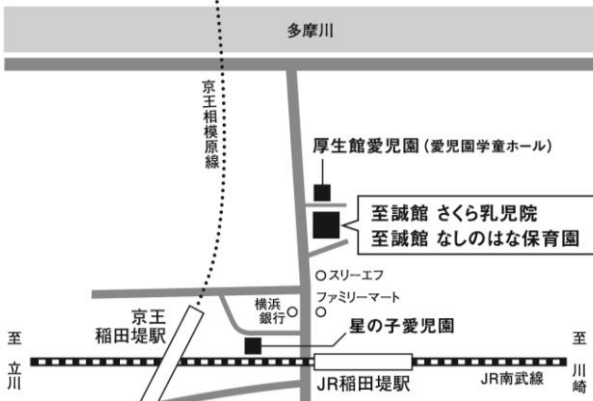 多摩川
京王相模原線
厚生館愛児園(愛児園学童ホール)
至誠館 さくら乳児院
至誠館 なしのはな保育園
スリーエフ
ファミリーマート
横浜
銀行
京王
稲田堤駅
星の子愛児園
至 立川
至 川崎
JR稲田堤駅
JR南武線